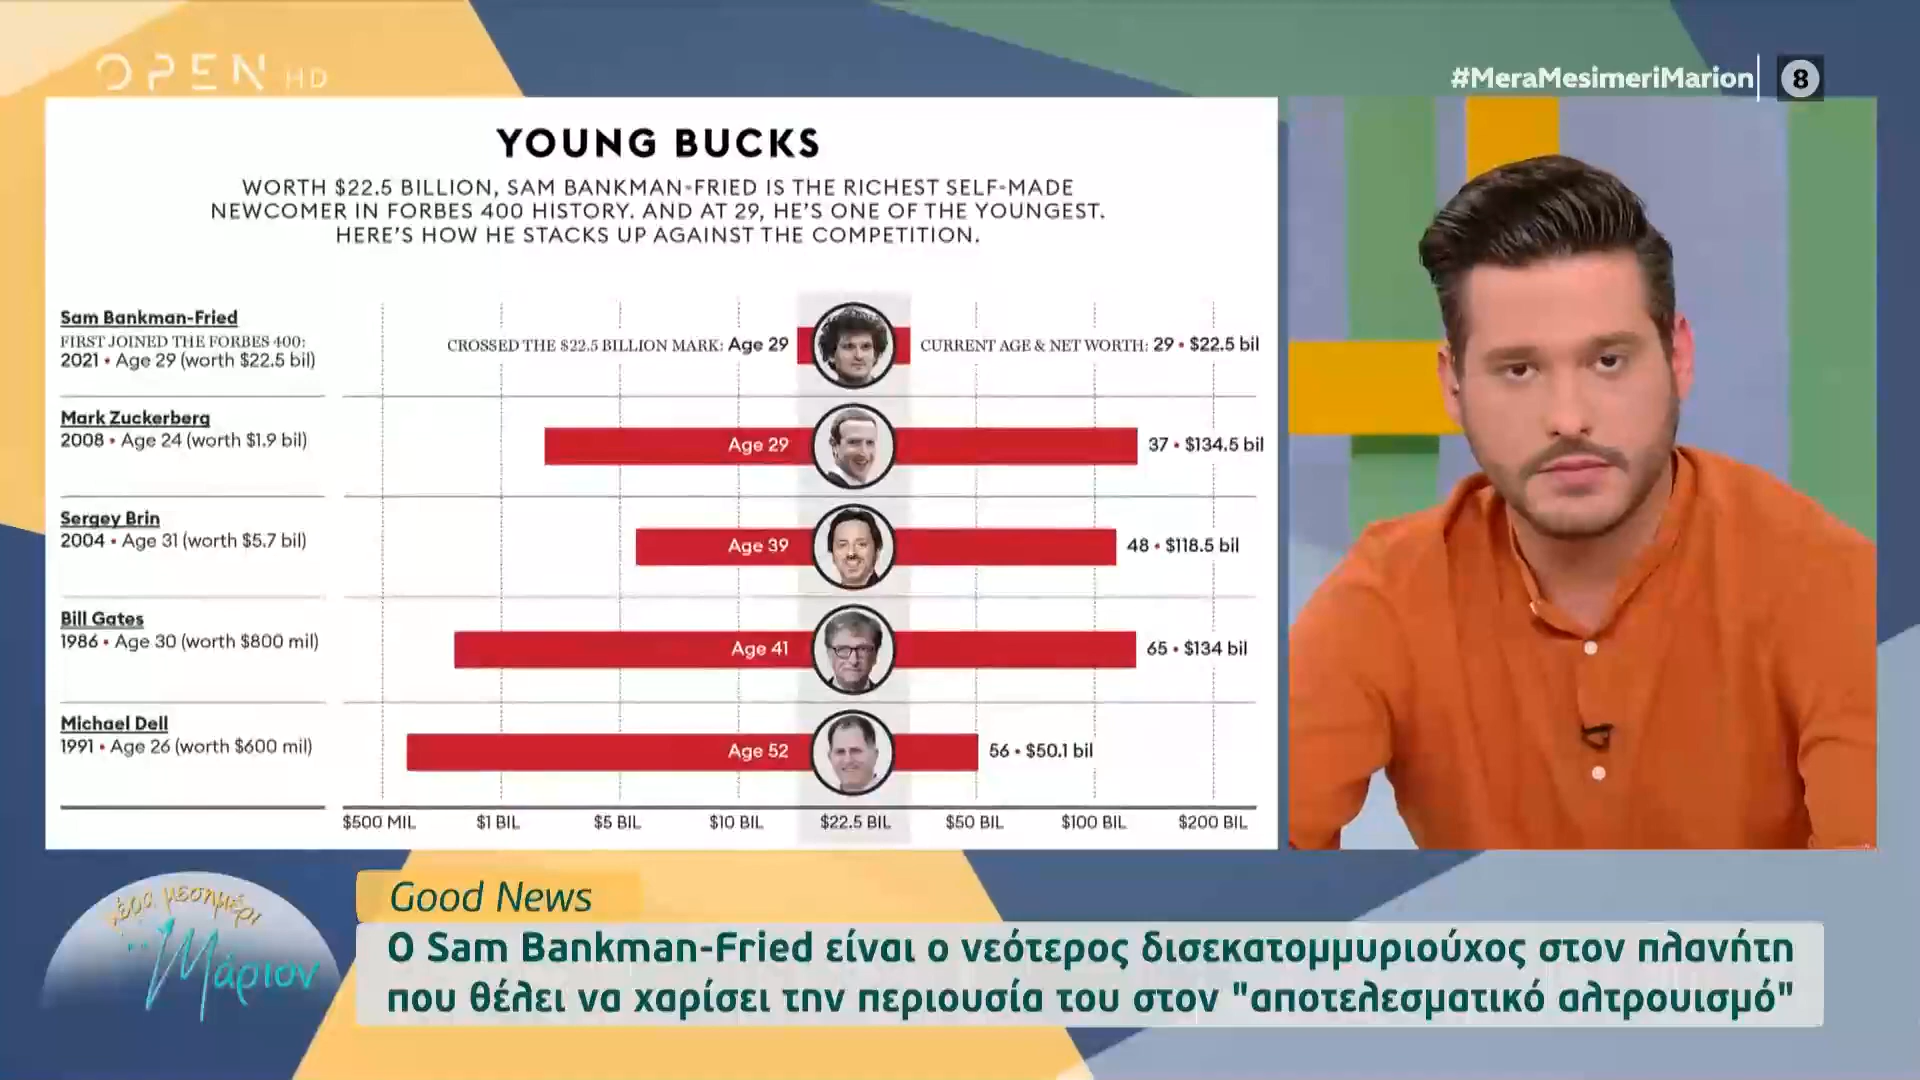 OPEN HD
#MeraMesimeriMarion
8
YOUNG BUCKS
WORTH $22.5 BILLION, SAM BANKMAN-FRIED IS THE RICHEST SELF-MADE
NEWCOMER IN FORBES 400 HISTORY. AND AT 29, HE'S ONE OF THE YOUNGEST.
HERE'S HOW HE STACKS UP AGAINST THE COMPETITION.
Sam Bankman-Fried
FIRST JOINED THE FORBES 400:
2021 • Age 29 (worth $22.5 bil)
CROSSED THE $22.5 BILLION MARK: Age 29
CURRENT AGE & NET WORTH: 29 • $22.5 bil
Mark Zuckerberg
2008 • Age 24 (worth $1.9 bil)
Age 29
37 • $134.5 bil
Sergey Brin
2004 • Age 31 (worth $5.7 bil)
Age 39
48 • $118.5 bil
Bill Gates
1986 • Age 30 (worth $800 mil)
Age 41
65 • $134 bil
Michael Dell
1991 • Age 26 (worth $600 mil)
Age 52
56 • $50.1 bil
$500 MIL $1 BIL $5 BIL $10 BIL $22.5 BIL $50 BIL $100 BIL $200 BIL
μέρα μεσημέρι
Μάριον
Good News
Ο Sam Bankman-Fried είναι ο νεότερος δισεκατομμυριούχος στον πλανήτη
που θέλει να χαρίσει την περιουσία του στον "αποτελεσματικό αλτρουισμό"